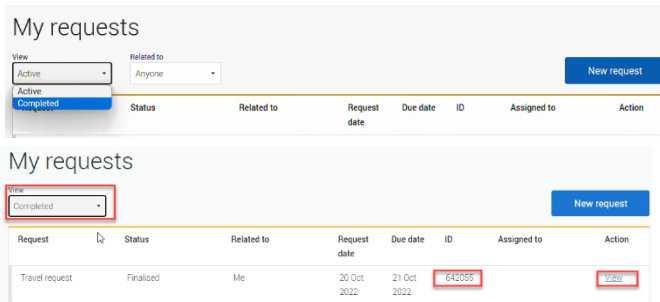 My requests
View Related to
Active Anyone New request
Active
Completed
Status Related to Request date Due date ID Assigned to Action
My requests
View
Completed New request
Request Status Related to Request date Due date ID Assigned to Action
Travel request Finalised Me 20 Oct 2022 21 Oct 2022 642055 View